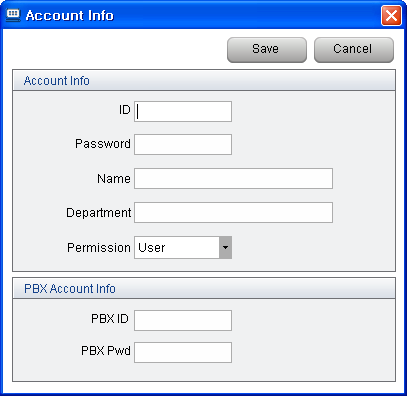 Account Info
Save Cancel
Account Info
ID
Password
Name
Department
Permission User
PBX Account Info
PBX ID
PBX Pwd